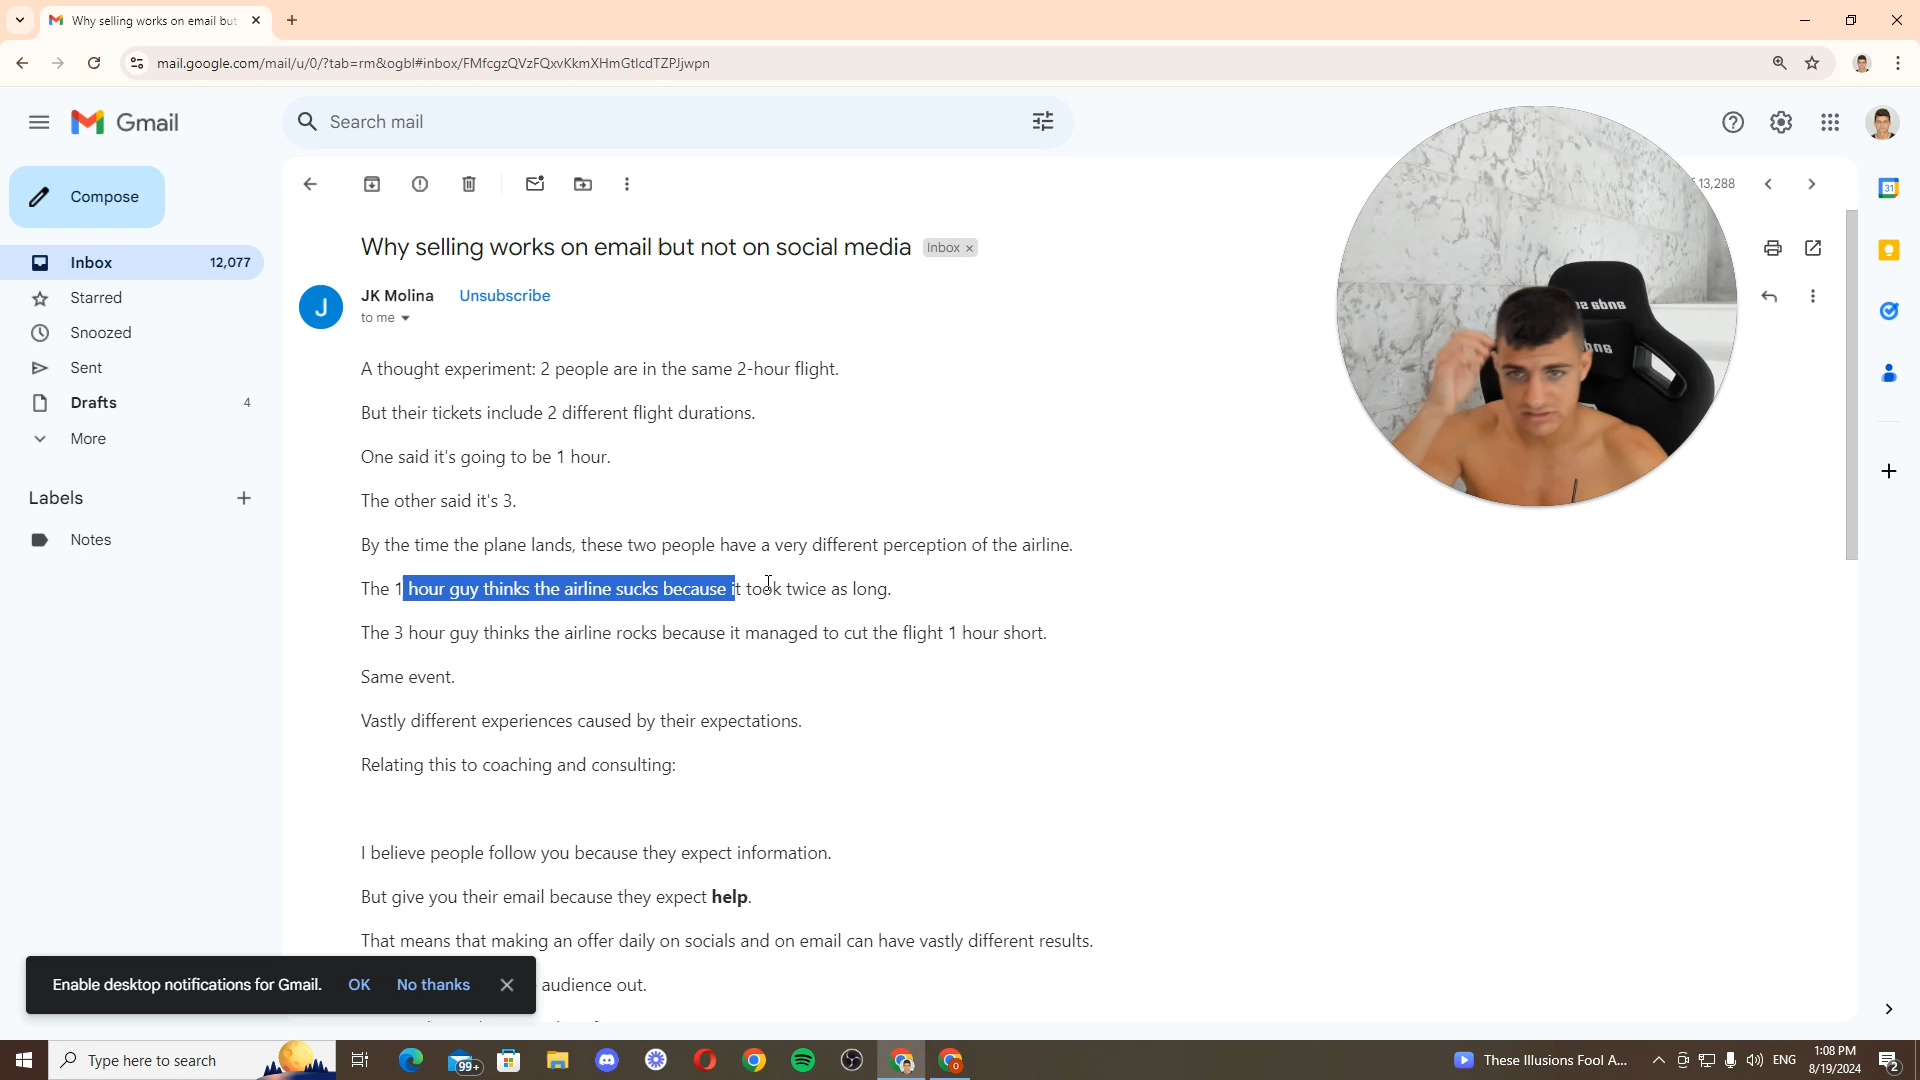 Why selling works on email but
mail.google.com/mail/u/0/?tab=rm&ogbl#inbox/FMfcgzQVzFQxvKkmXHmGtlcdTZPJjwpn
Gmail
Search mail
13,288
Compose
Inbox 12,077
Starred
Snoozed
Sent
Drafts 4
More
Labels
Notes
Why selling works on email but not on social media Inbox ×
J
JK Molina Unsubscribe
to me
A thought experiment: 2 people are in the same 2-hour flight.
But their tickets include 2 different flight durations.
One said it's going to be 1 hour.
The other said it's 3.
By the time the plane lands, these two people have a very different perception of the airline.
The 1 hour guy thinks the airline sucks because it took twice as long.
The 3 hour guy thinks the airline rocks because it managed to cut the flight 1 hour short.
Same event.
Vastly different experiences caused by their expectations.
Relating this to coaching and consulting:
I believe people follow you because they expect information.
But give you their email because they expect help.
That means that making an offer daily on socials and on email can have vastly different results.
audience out.
Enable desktop notifications for Gmail. OK No thanks
31
Type here to search
99+
These Illusions Fool A...
ENG
1:08 PM
8/19/2024
2